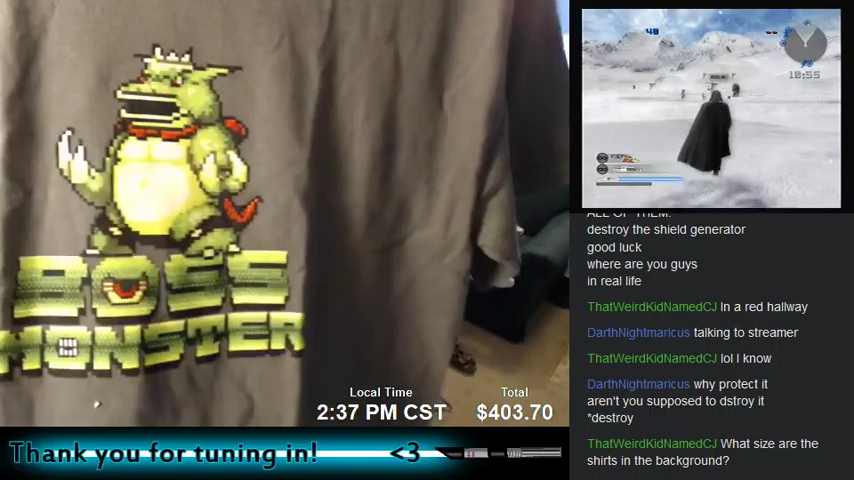 BOSS
MONSTER
Local Time
Total
2:37 PM CST
$403.70
Thank you for tuning in!
<3
48
10:55
ALL OF THEM.
destroy the shield generator
good luck
where are you guys
in real life
ThatWeirdKidNamedCJ In a red hallway
DarthNightmaricus talking to streamer
ThatWeirdKidNamedCJ lol I know
DarthNightmaricus why protect it
aren't you supposed to dstroy it
*destroy
ThatWeirdKidNamedCJ What size are the
shirts in the background?